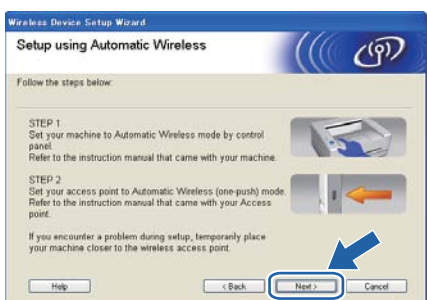 Wireless Device Setup Wizard
Setup using Automatic Wireless
Follow the steps below:
STEP 1
Set your machine to Automatic Wireless mode by control
panel.
Refer to the instruction manual that came with your machine.
STEP 2
Set your access point to Automatic Wireless (one-push) mode.
Refer to the instruction manual that came with your Access
point.
If you encounter a problem during setup, temporarily place
your machine closer to the wireless access point.
Help
< Back
Next >
Cancel